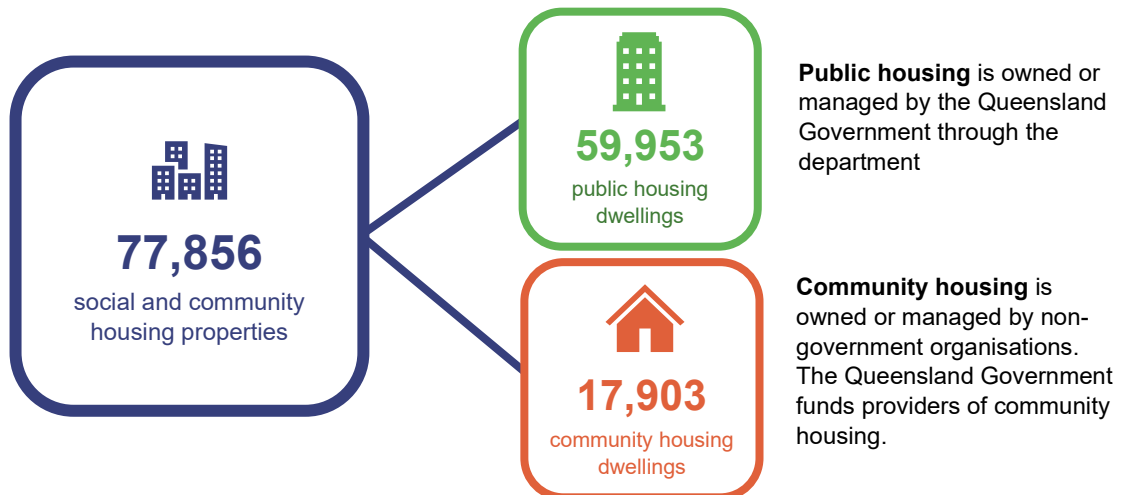 77,856
social and community
housing properties
59,953
public housing
dwellings
Public housing is owned or
managed by the Queensland
Government through the
department
17,903
community housing
dwellings
Community housing is
owned or managed by non-
government organisations.
The Queensland Government
funds providers of community
housing.